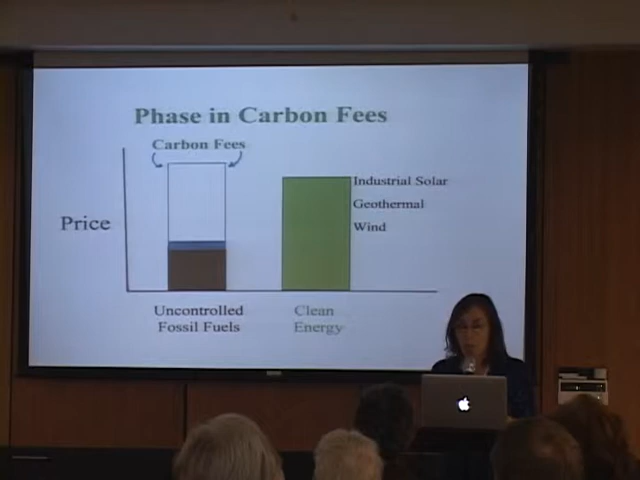 Phase in Carbon Fees
Carbon Fees
Price
Industrial Solar
Geothermal
Wind
Uncontrolled
Fossil Fuels
Clean
Energy